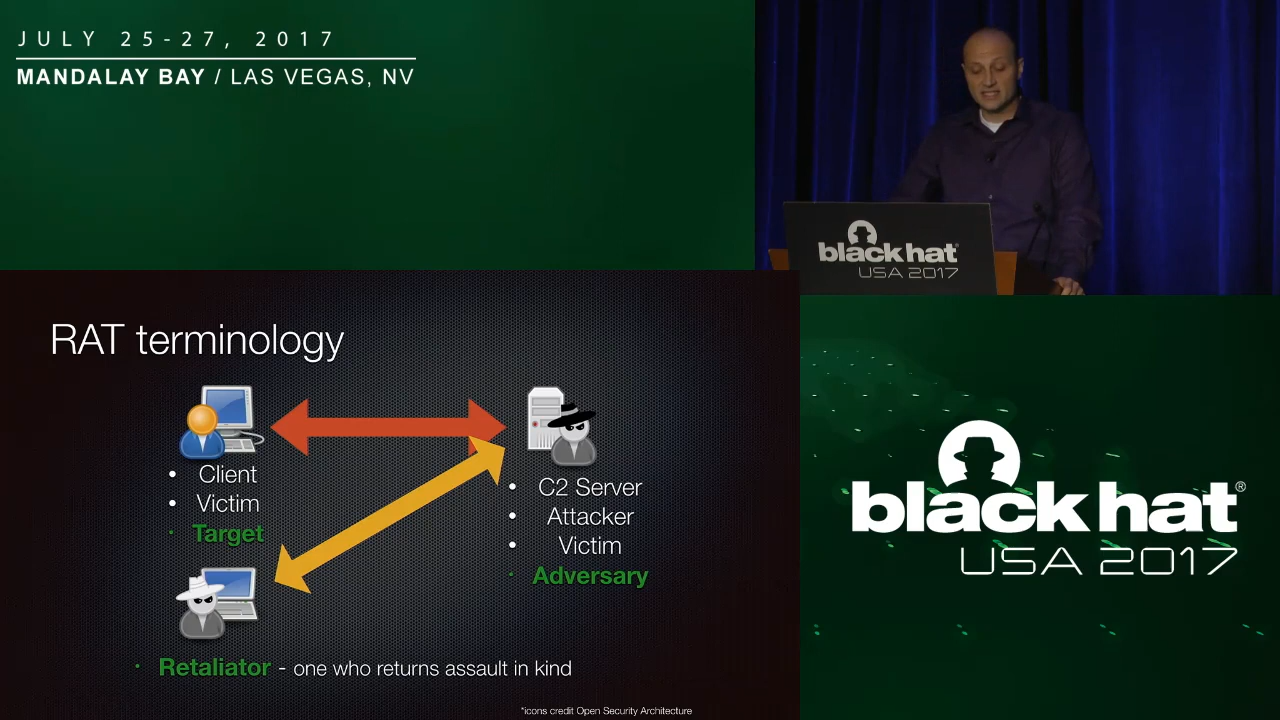 JULY 25-27, 2017
MANDALAY BAY / LAS VEGAS, NV
black hat
USA 2017
RAT terminology
• Client
• Victim
• Target
• C2 Server
• Attacker
• Victim
• Adversary
• Retaliator - one who returns assault in kind
*icons credit Open Security Architecture
black hat®
USA 2017